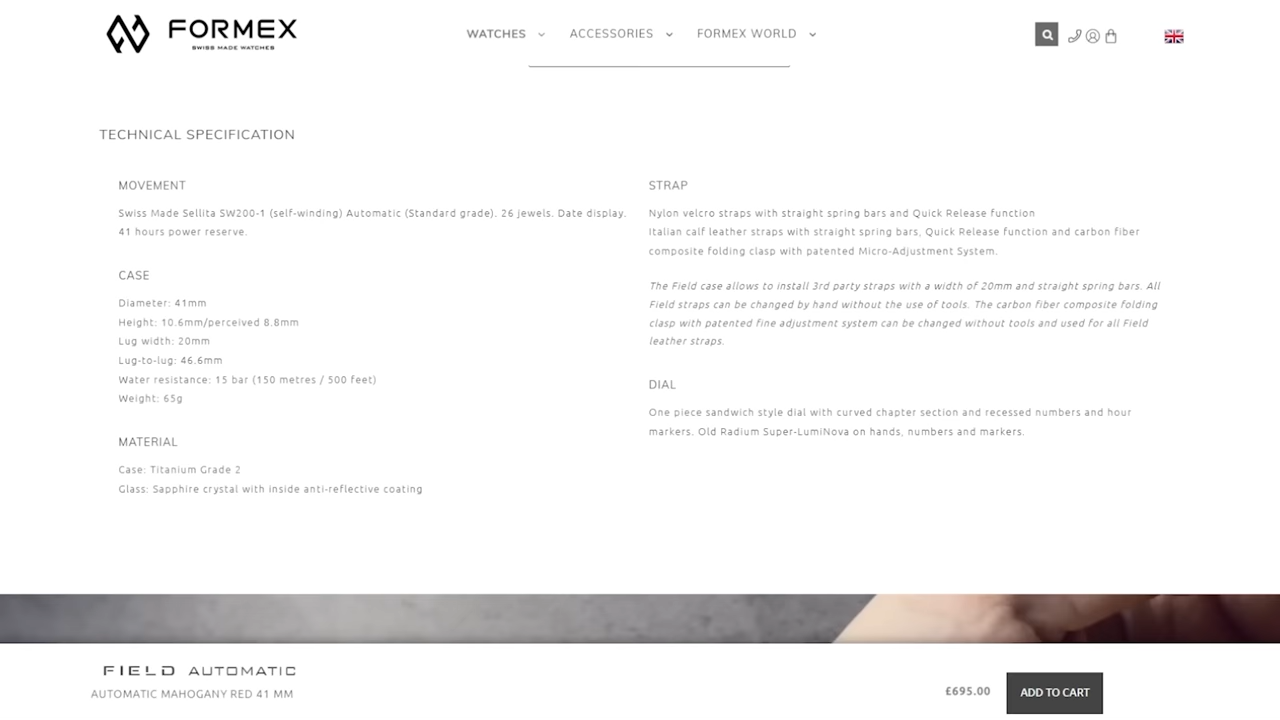 FORMEX
SWISS MADE WATCHES
WATCHES
ACCESSORIES
FORMEX WORLD
TECHNICAL SPECIFICATION
MOVEMENT
Swiss Made Sellita SW200-1 (self-winding) Automatic (Standard grade). 26 jewels. Date display.
41 hours power reserve.
CASE
Diameter: 41mm
Height: 10.6mm/perceived 8.8mm
Lug width: 20mm
Lug-to-lug: 46.6mm
Water resistance: 15 bar (150 metres / 500 feet)
Weight: 65g
MATERIAL
Case: Titanium Grade 2
Glass: Sapphire crystal with inside anti-reflective coating
STRAP
Nylon velcro straps with straight spring bars and Quick Release function
Italian calf leather straps with straight spring bars, Quick Release function and carbon fiber
composite folding clasp with patented Micro-Adjustment System.
The Field case allows to install 3rd party straps with a width of 20mm and straight spring bars. All
Field straps can be changed by hand without the use of tools. The carbon fiber composite folding
clasp with patented fine adjustment system can be changed without tools and used for all Field
leather straps.
DIAL
One piece sandwich style dial with curved chapter section and recessed numbers and hour
markers. Old Radium Super-LumiNova on hands, numbers and markers.
FIELD AUTOMATIC
AUTOMATIC MAHOGANY RED 41 MM
£695.00
ADD TO CART